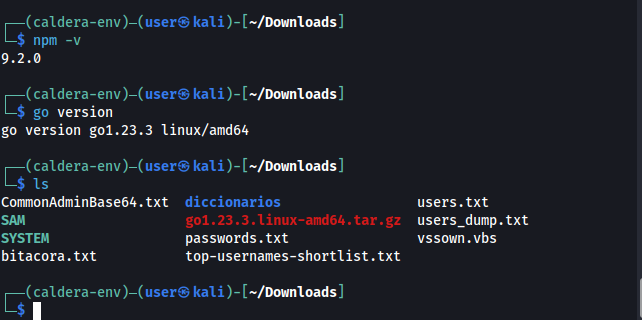 ┌──(caldera-env)─(user㉿kali)-[~/Downloads]
└─$ npm -v
9.2.0
┌──(caldera-env)─(user㉿kali)-[~/Downloads]
└─$ go version
go version go1.23.3 linux/amd64
┌──(caldera-env)─(user㉿kali)-[~/Downloads]
└─$ ls
CommonAdminBase64.txt  diccionarios                 users.txt
SAM                    go1.23.3.linux-amd64.tar.gz  users_dump.txt
SYSTEM                 passwords.txt                vssown.vbs
bitacora.txt           top-usernames-shortlist.txt
┌──(caldera-env)─(user㉿kali)-[~/Downloads]
└─$